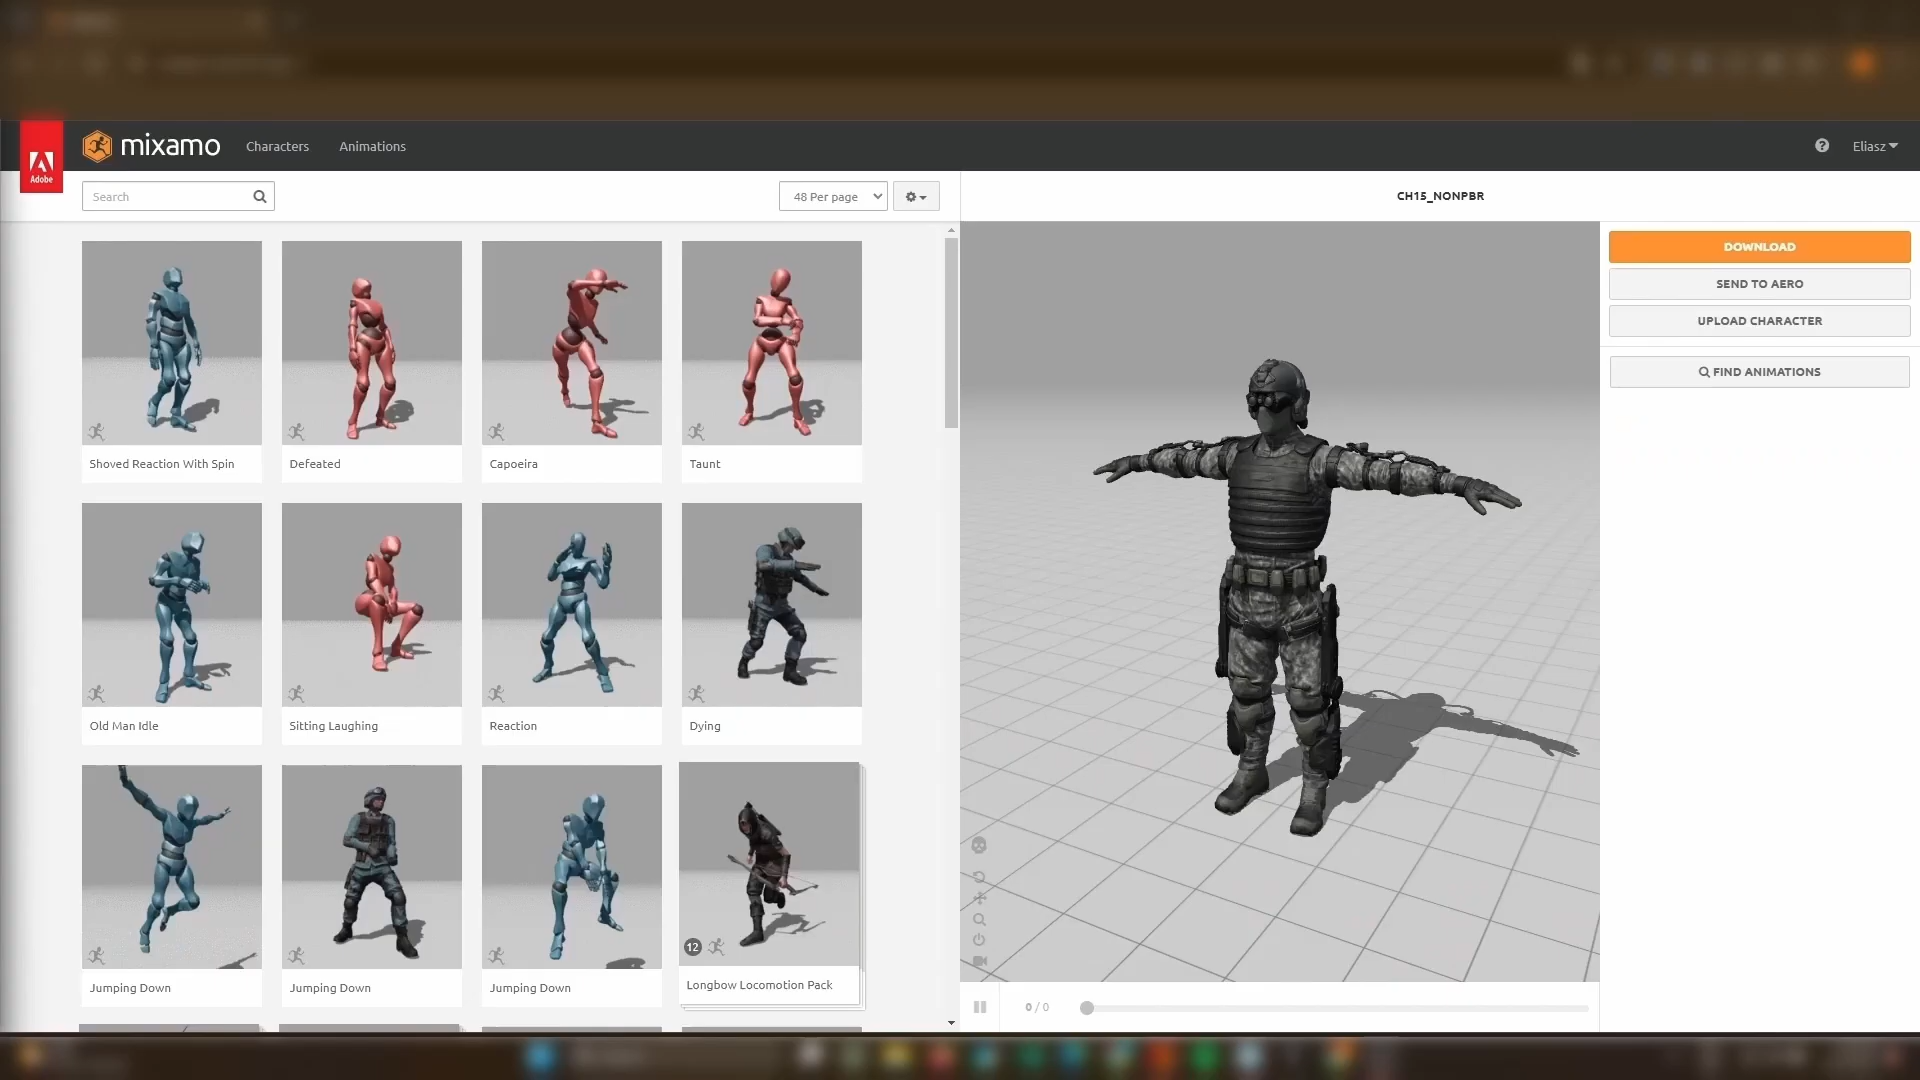 Adobe
mixamo
Characters
Animations
Eliasz
Search
48 Per page
CH15_NONPBR
DOWNLOAD
SEND TO AERO
UPLOAD CHARACTER
FIND ANIMATIONS
Shoved Reaction With Spin
Defeated
Capoeira
Taunt
Old Man Idle
Sitting Laughing
Reaction
Dying
Jumping Down
Jumping Down
Jumping Down
12
Longbow Locomotion Pack
0 / 0